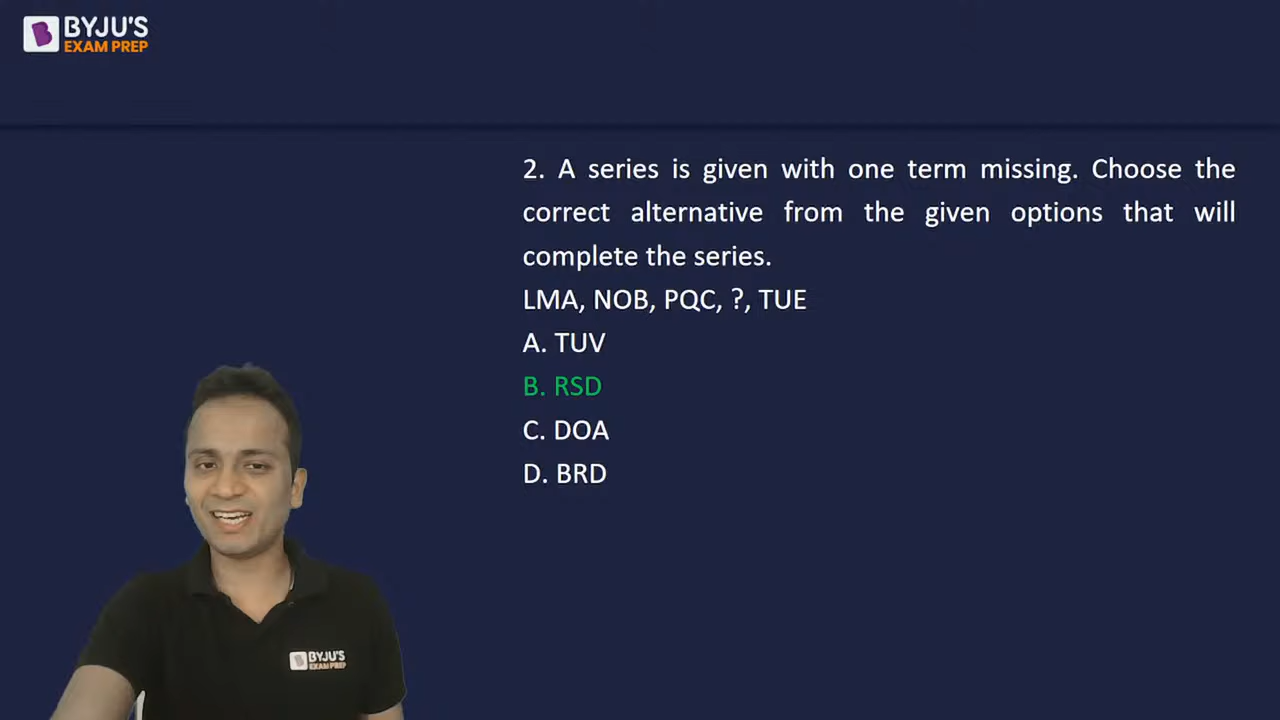 BYJU'S
EXAM PREP
2. A series is given with one term missing. Choose the
correct alternative from the given options that will
complete the series.
LMA, NOB, PQC, ?, TUE
A. TUV
B. RSD
C. DOA
D. BRD
BYJU'S
EXAM PREP